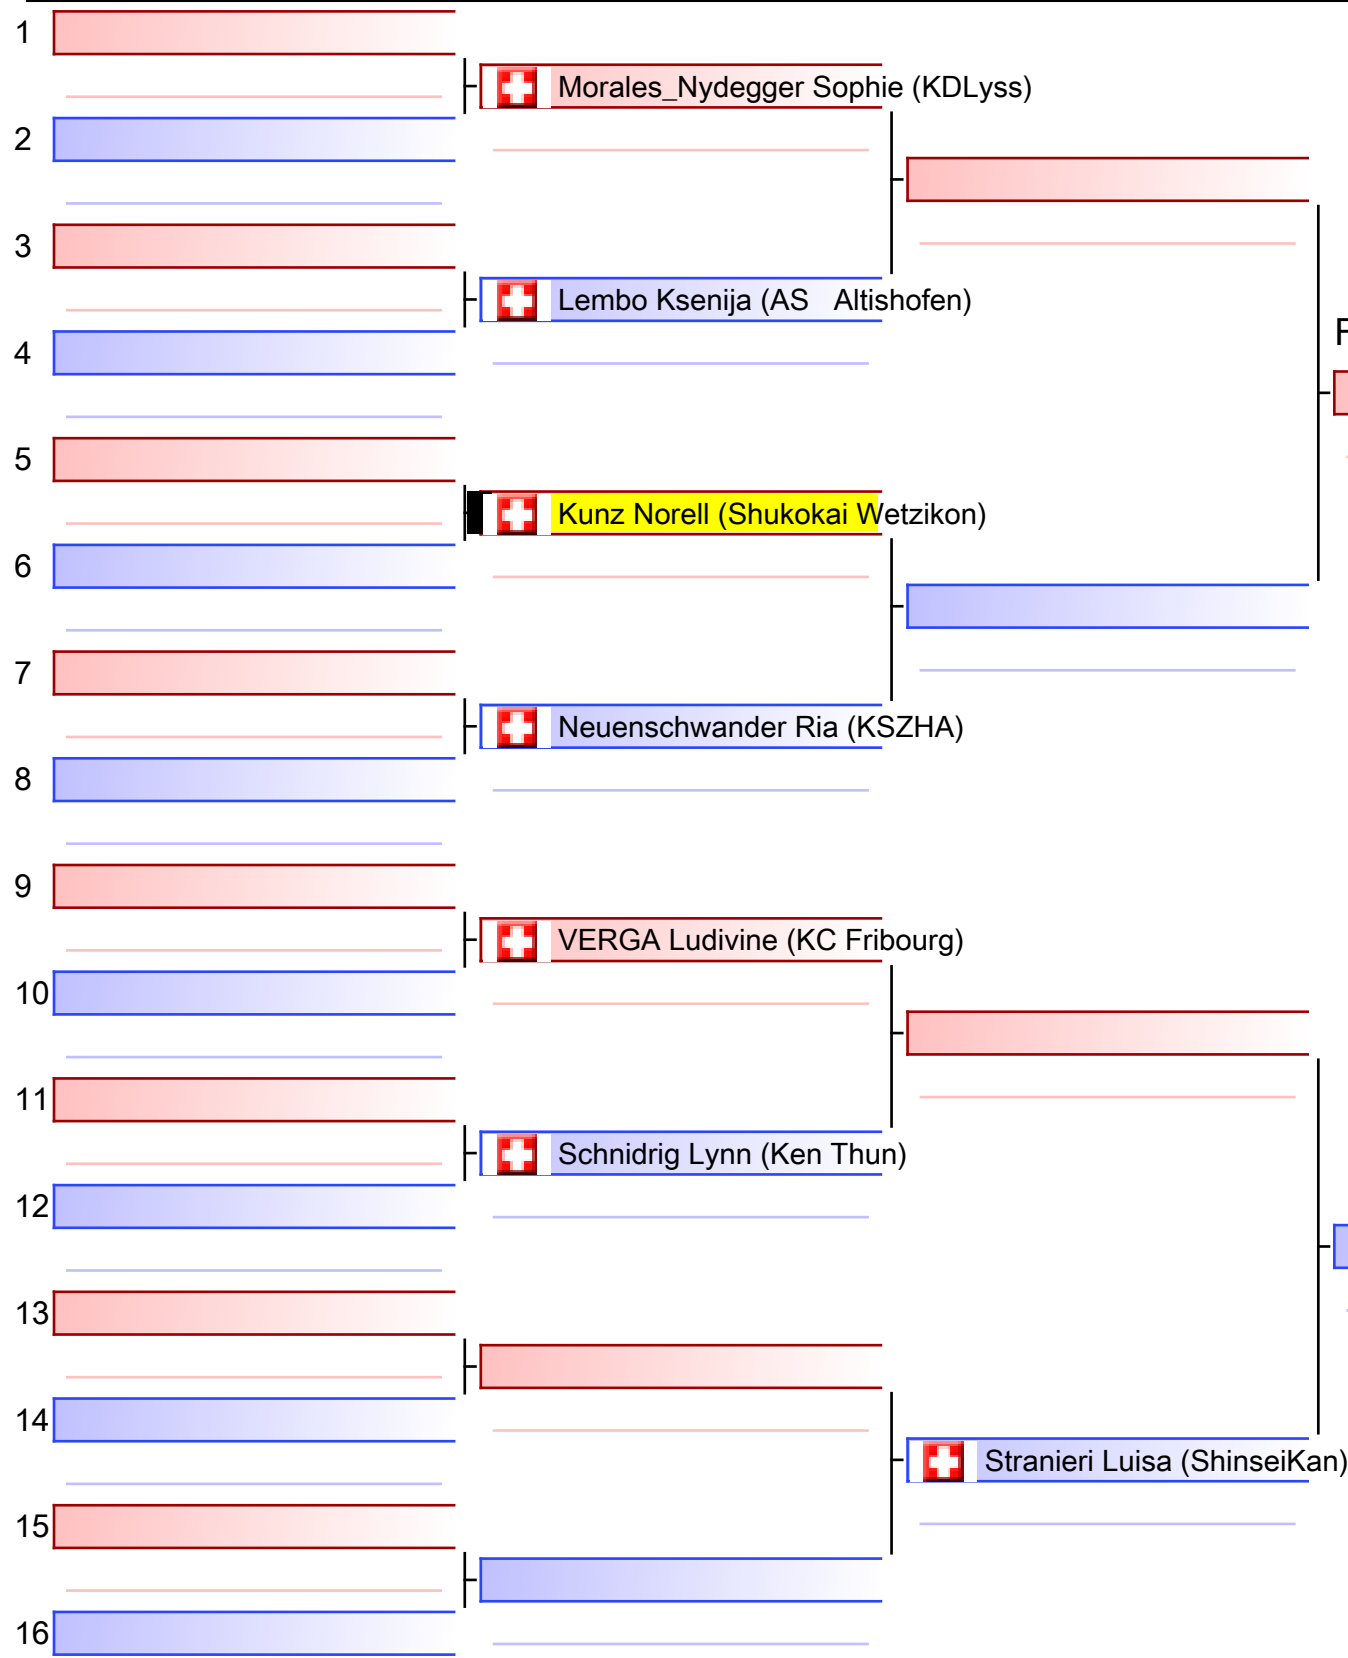 1
Morales_Nydegger Sophie (KDLyss)
2
3
Lembo Ksenija (AS   Altishofen)
4
5
Kunz Norell (Shukokai Wetzikon)
6
7
Neuenschwander Ria (KSZHA)
8
9
VERGA Ludivine (KC Fribourg)
10
11
Schnidrig Lynn (Ken Thun)
12
13
14
Stranieri Luisa (ShinseiKan)
15
16